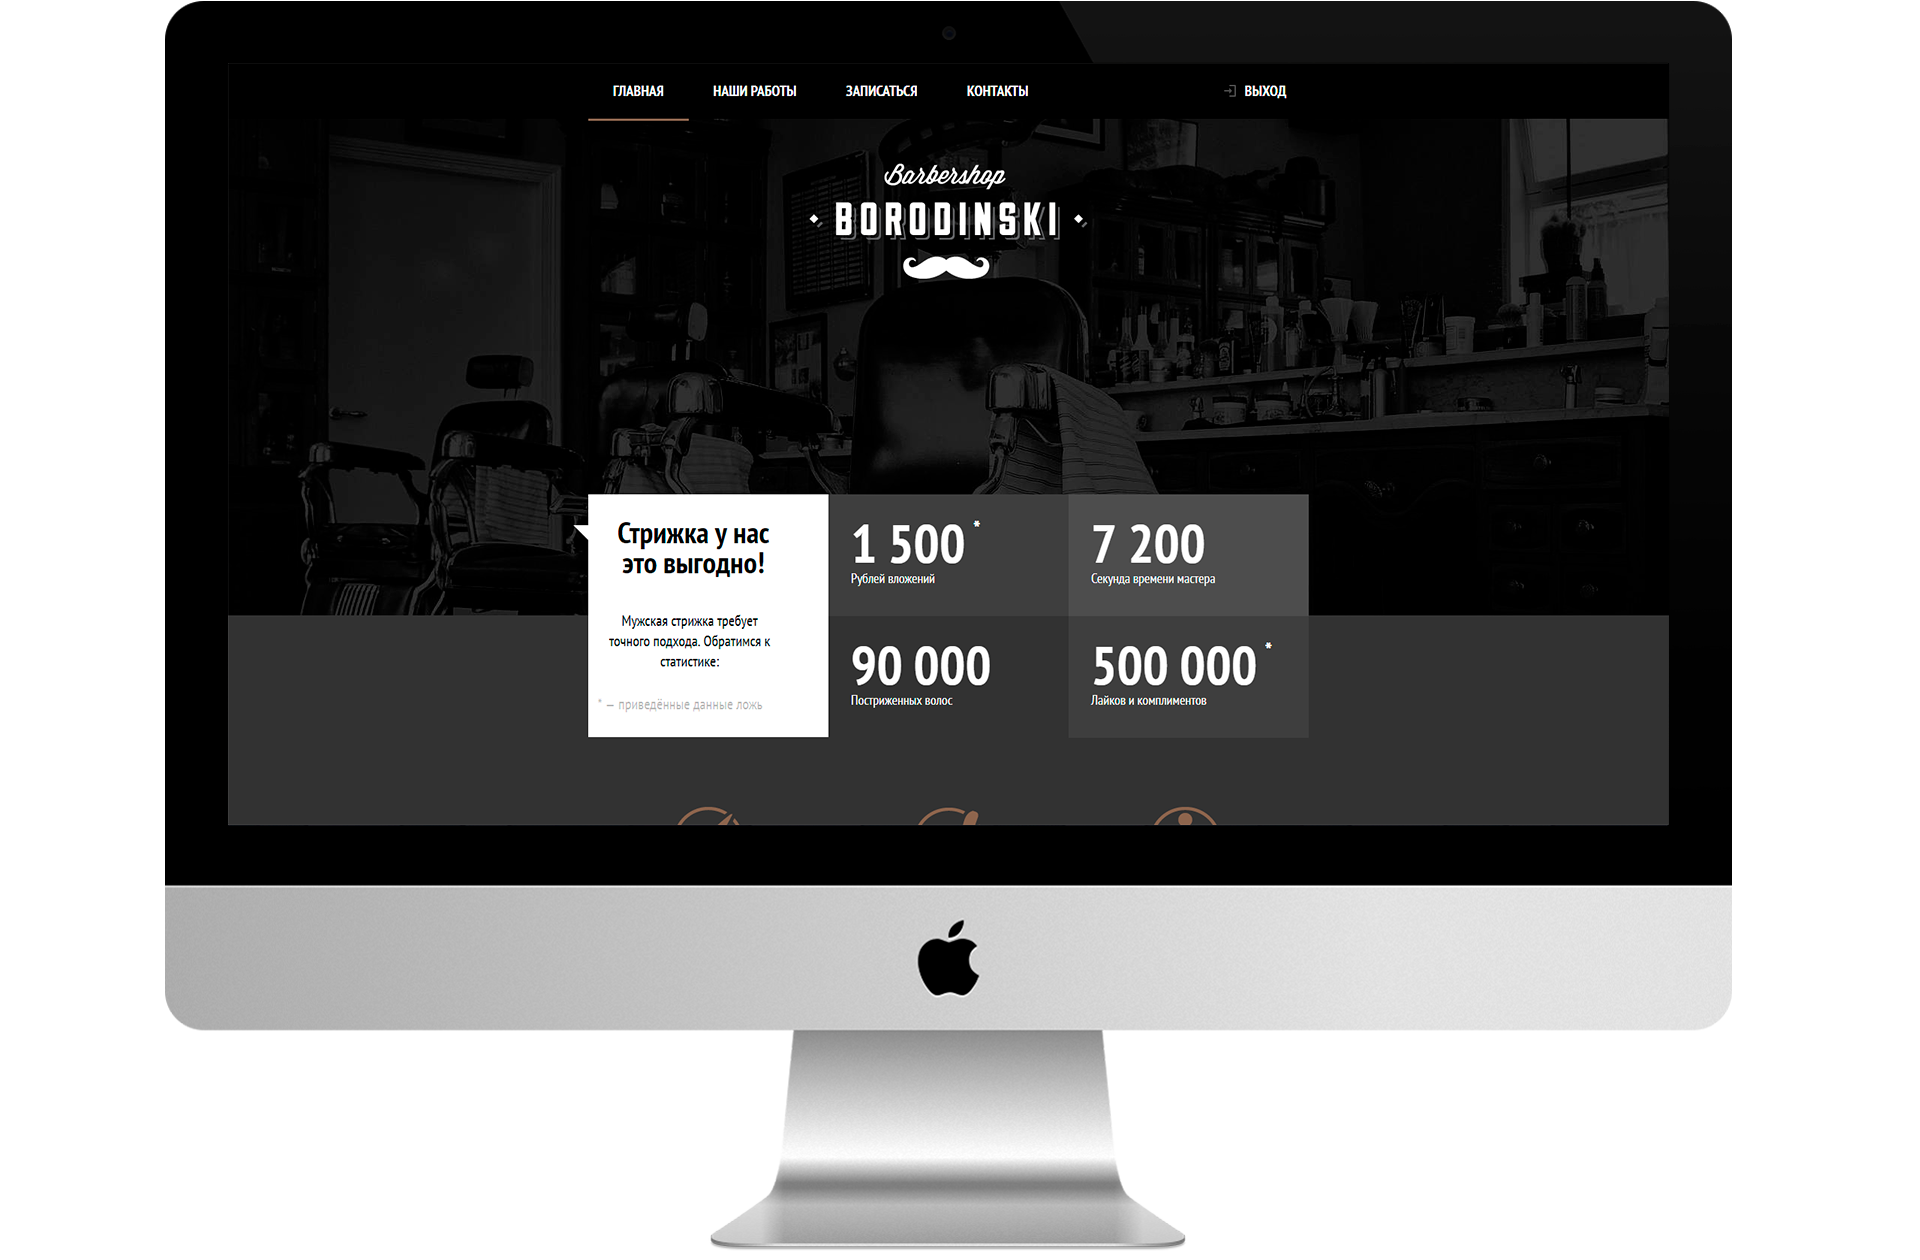 ГЛАВНАЯ
НАШИ РАБОТЫ
ЗАПИСАТЬСЯ
КОНТАКТЫ
ВЫХОД
Barbershop
BORODINSKI
Стрижка у нас
это выгодно!
Мужская стрижка требует
точного подхода. Обратимся к
статистике:
* — приведённые данные ложь
1 500 *
Рублей вложений
7 200
Секунда времени мастера
90 000
Постриженных волос
500 000 *
Лайков и комплиментов